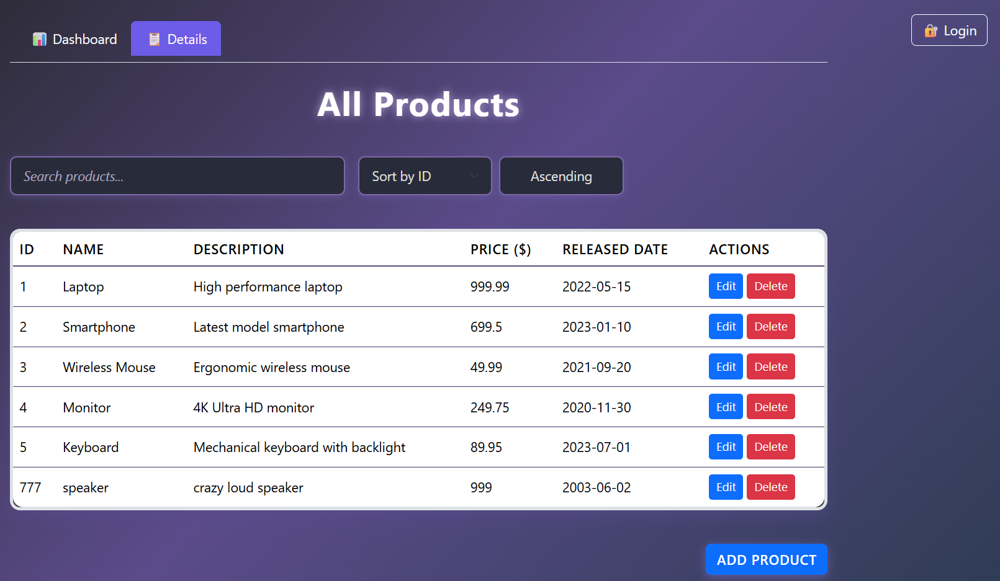 Dashboard Details Login
All Products
Search products... Sort by ID Ascending
ID NAME DESCRIPTION PRICE ($) RELEASED DATE ACTIONS
1 Laptop High performance laptop 999.99 2022-05-15 Edit Delete
2 Smartphone Latest model smartphone 699.5 2023-01-10 Edit Delete
3 Wireless Mouse Ergonomic wireless mouse 49.99 2021-09-20 Edit Delete
4 Monitor 4K Ultra HD monitor 249.75 2020-11-30 Edit Delete
5 Keyboard Mechanical keyboard with backlight 89.95 2023-07-01 Edit Delete
777 speaker crazy loud speaker 999 2003-06-02 Edit Delete
ADD PRODUCT